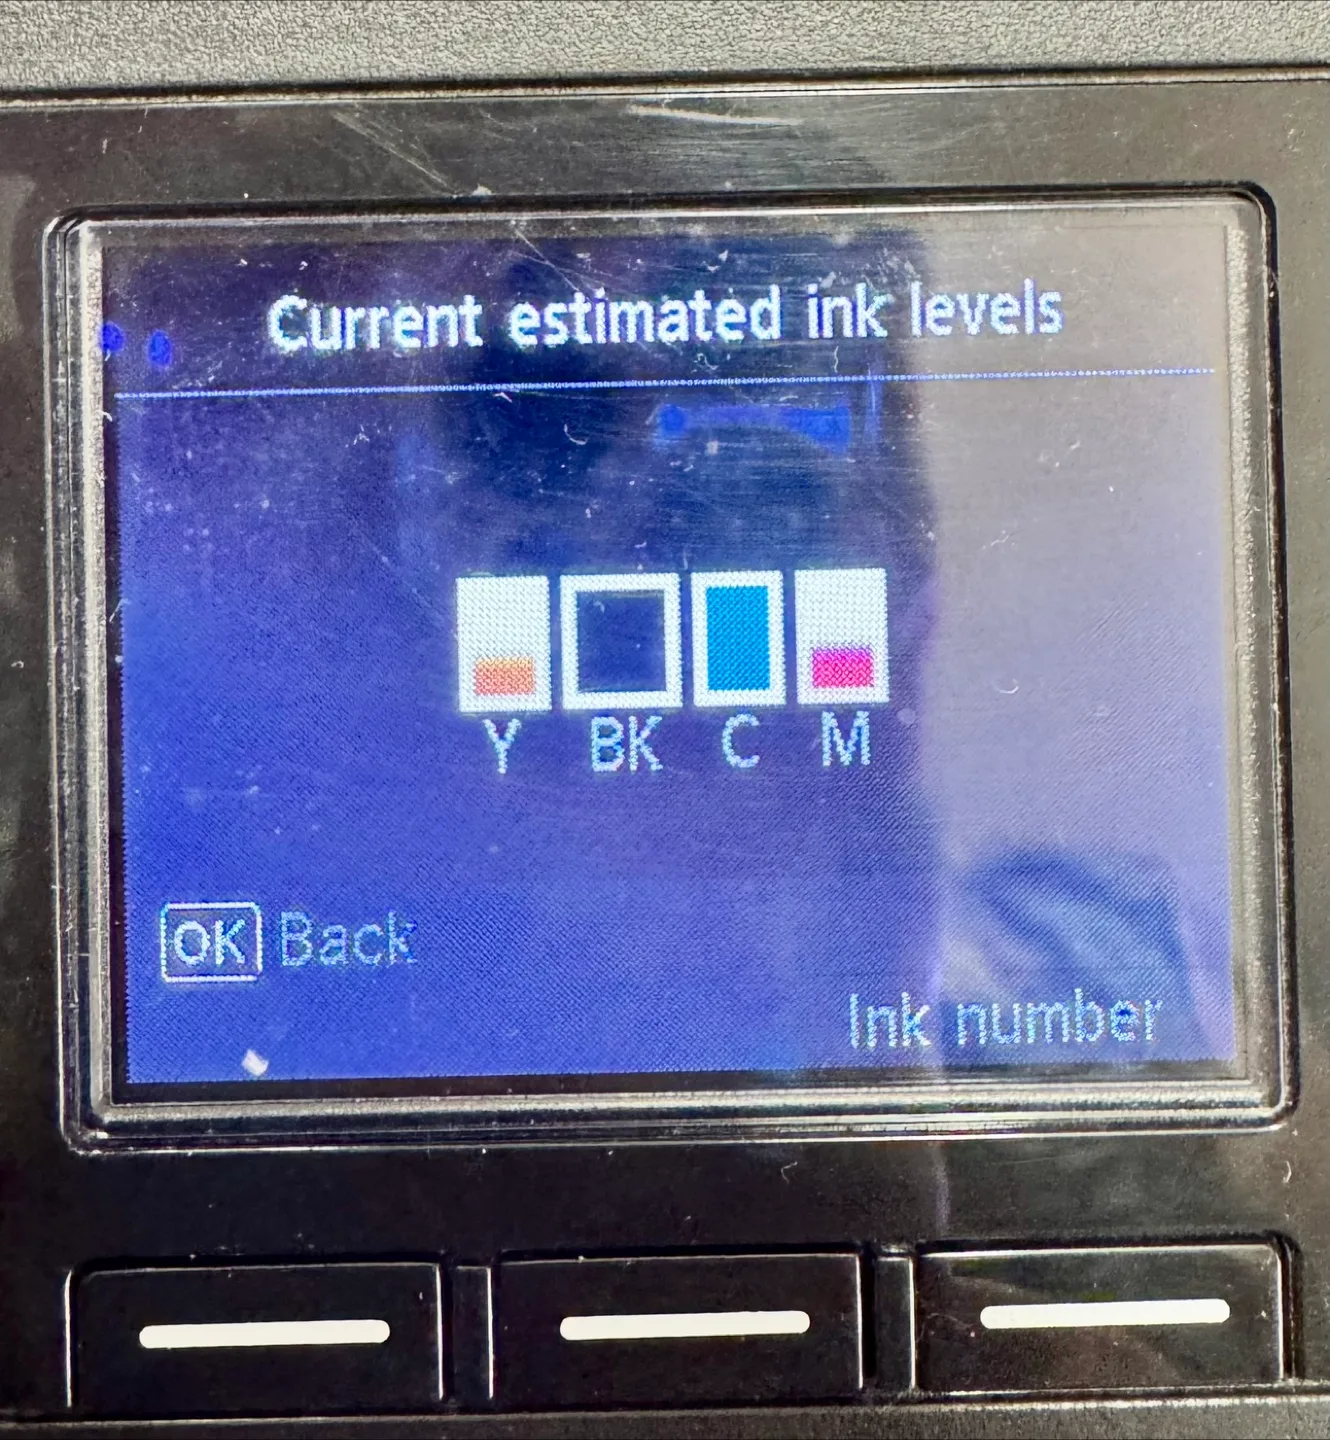 Current estimated ink levels
Y BK C M
OK Back
Ink number